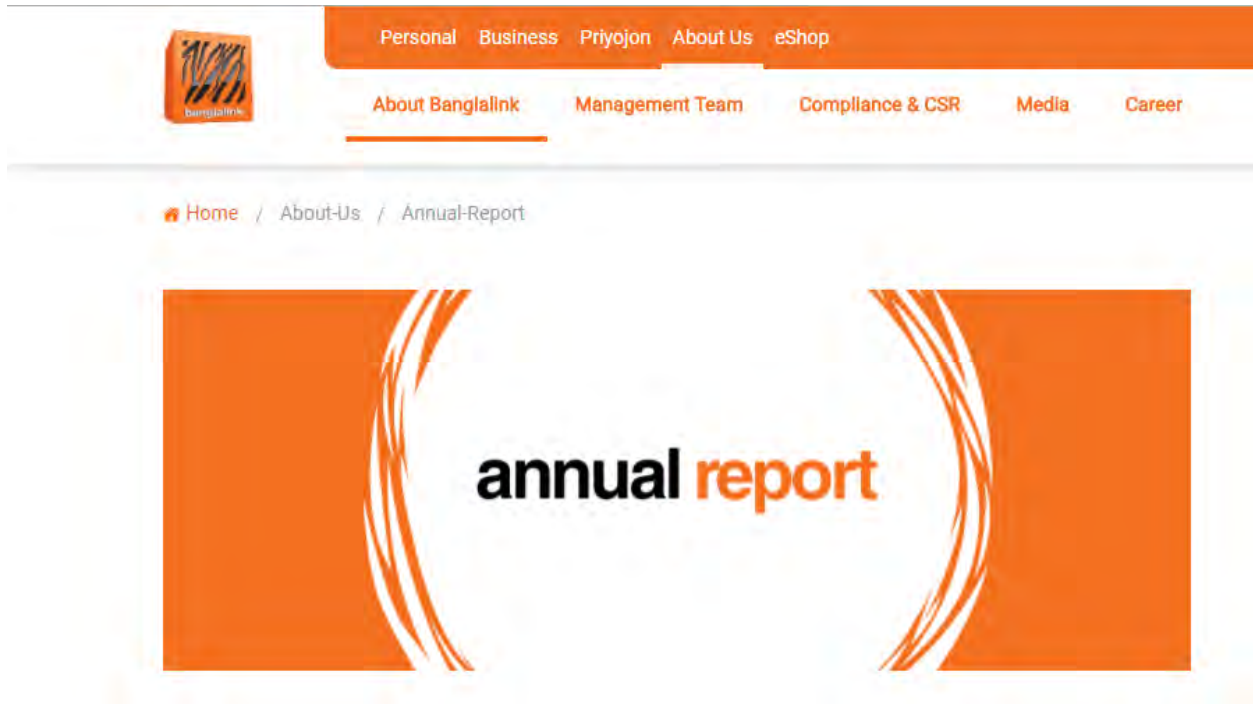 Personal Business Priyojon About Us eShop
banglalink
About Banglalink Management Team Compliance & CSR Media Career
Home / About-Us / Annual-Report
annual report